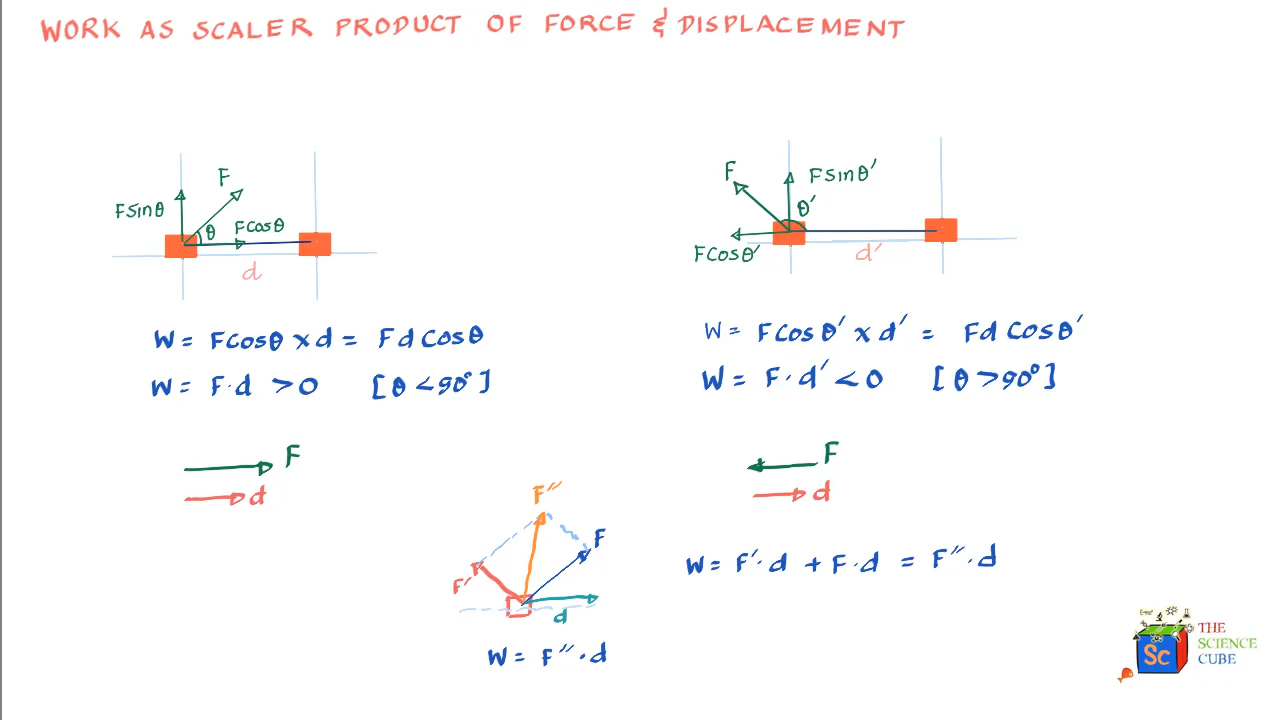 WORK AS SCALER PRODUCT OF FORCE & DISPLACEMENT
F
Fsinθ
θ
Fcosθ
d
W = Fcosθ x d = Fd Cosθ
W = F·d > 0 [θ < 90°]
F
d
F
Fsinθ′
θ′
Fcosθ′
d′
W = Fcosθ′ x d′ = Fd Cosθ′
W = F·d′ < 0 [θ > 90°]
F
d
F″
F
F′
d
W = F″·d
W = F′·d + F·d = F″·d
Sc
THE
SCIENCE
CUBE